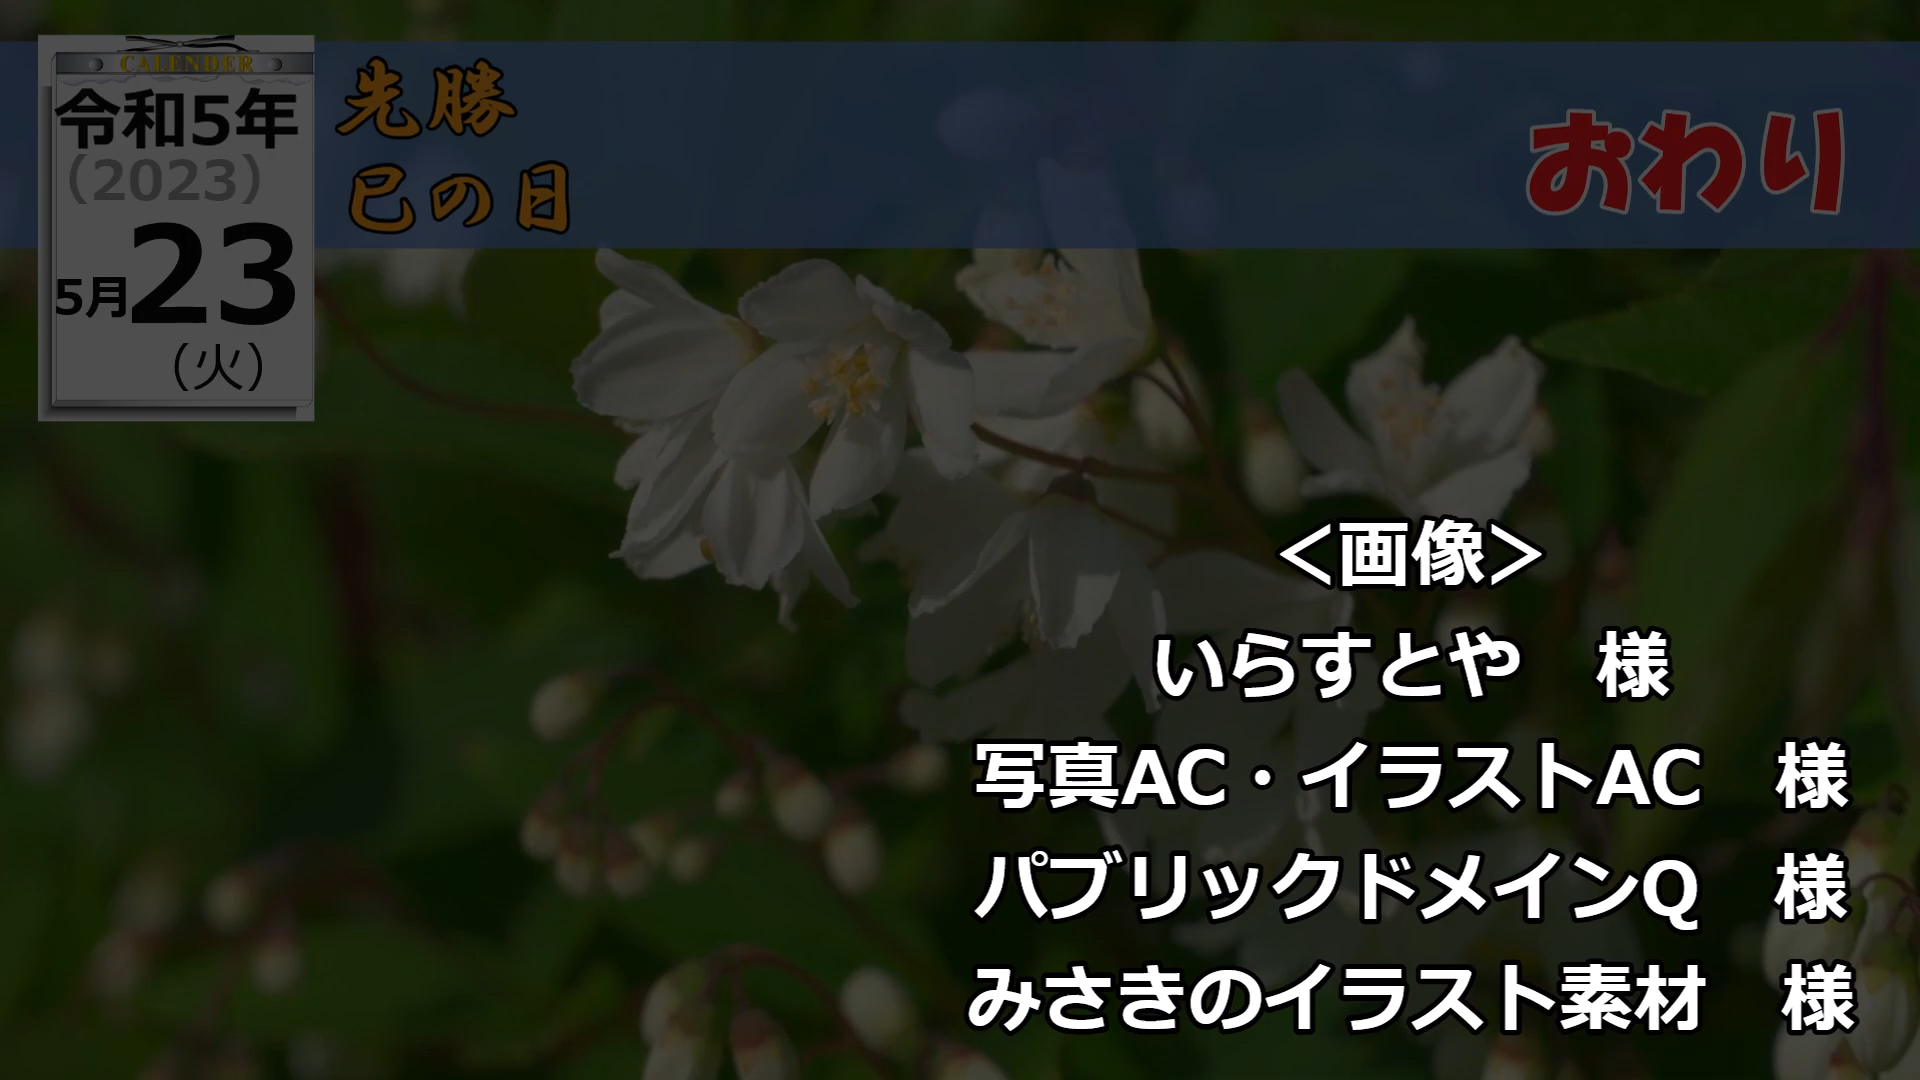 CALENDER
令和5年
（2023）
5月23
（火）
先勝
巳の日
おわり
＜画像＞
いらすとや　様
写真AC・イラストAC　様
パブリックドメインQ　様
みさきのイラスト素材　様